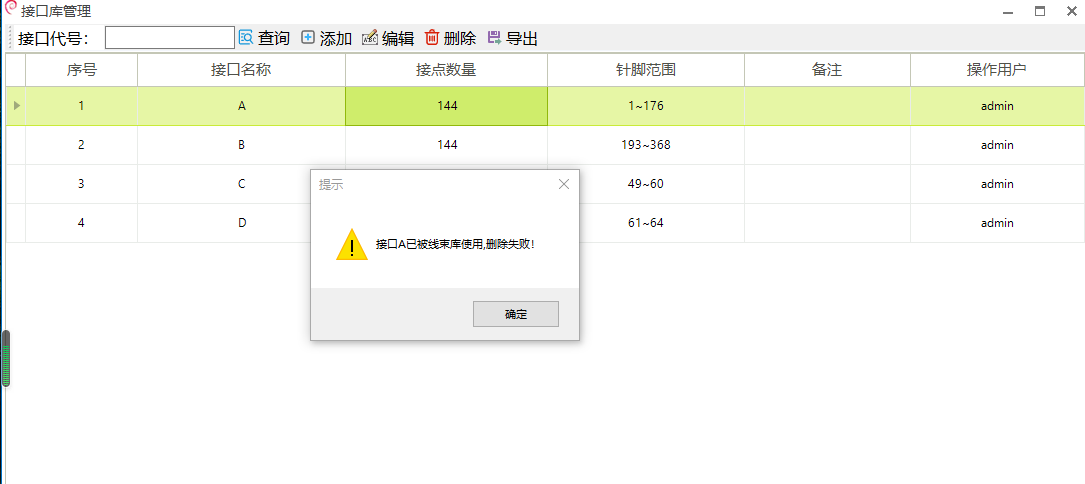 接口库管理
接口代号： 查询 添加 编辑 删除 导出
序号 接口名称 接点数量 针脚范围 备注 操作用户
1 A 144 1~176 admin
2 B 144 193~368 admin
3 C 49~60 admin
4 D 61~64 admin
提示
接口A已被线束库使用,删除失败!
确定